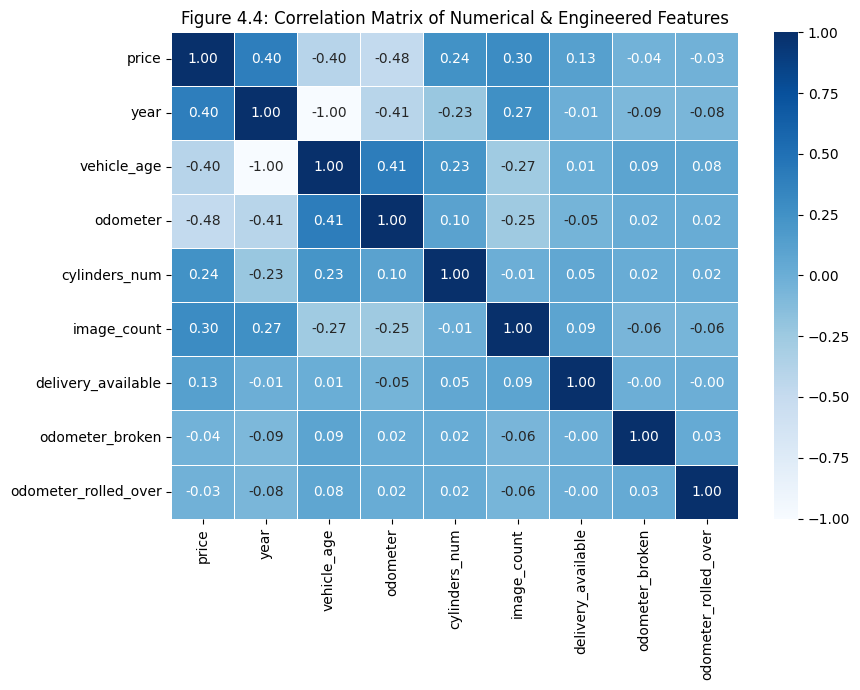 Figure 4.4: Correlation Matrix of Numerical & Engineered Features
price 1.00 0.40 -0.40 -0.48 0.24 0.30 0.13 -0.04 -0.03
year 0.40 1.00 -1.00 -0.41 -0.23 0.27 -0.01 -0.09 -0.08
vehicle_age -0.40 -1.00 1.00 0.41 0.23 -0.27 0.01 0.09 0.08
odometer -0.48 -0.41 0.41 1.00 0.10 -0.25 -0.05 0.02 0.02
cylinders_num 0.24 -0.23 0.23 0.10 1.00 -0.01 0.05 0.02 0.02
image_count 0.30 0.27 -0.27 -0.25 -0.01 1.00 0.09 -0.06 -0.06
delivery_available 0.13 -0.01 0.01 -0.05 0.05 0.09 1.00 -0.00 -0.00
odometer_broken -0.04 -0.09 0.09 0.02 0.02 -0.06 -0.00 1.00 0.03
odometer_rolled_over -0.03 -0.08 0.08 0.02 0.02 -0.06 -0.00 0.03 1.00
price
year
vehicle_age
odometer
cylinders_num
image_count
delivery_available
odometer_broken
odometer_rolled_over
1.00
0.75
0.50
0.25
0.00
−0.25
−0.50
−0.75
−1.00